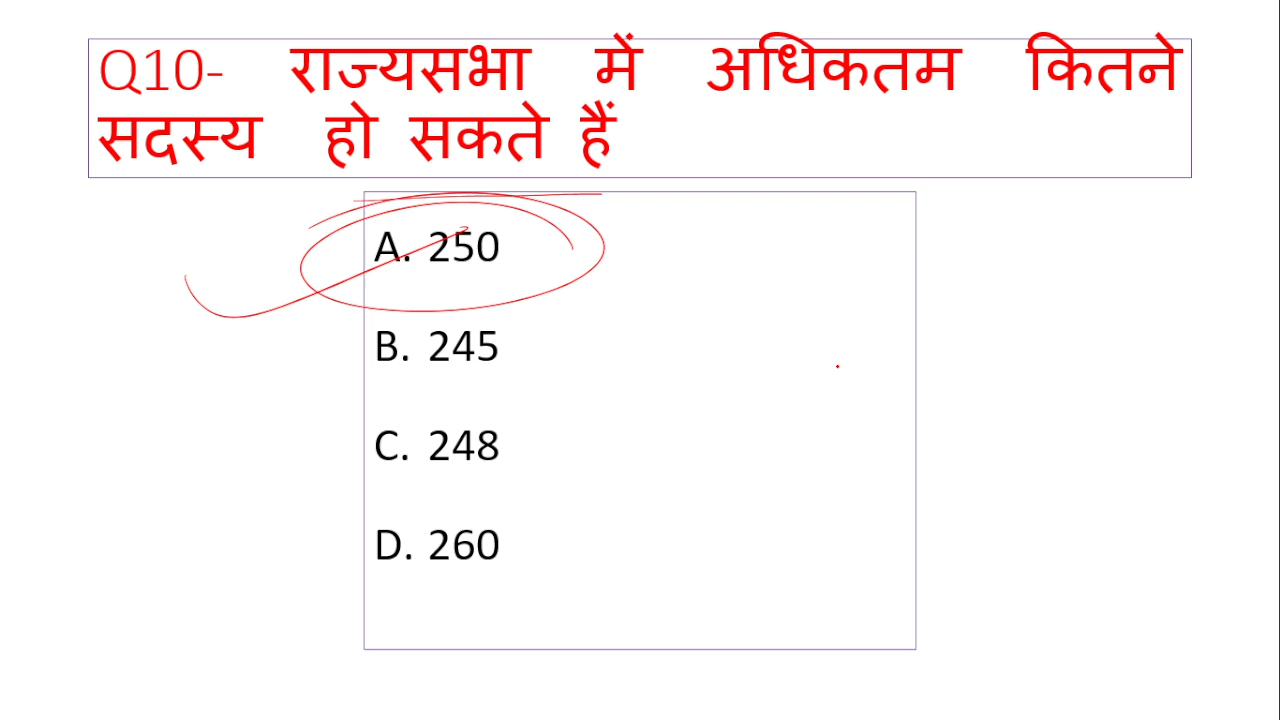 Q10- राज्यसभा में अधिकतम कितने
सदस्य हो सकते हैं
A. 250
B. 245
C. 248
D. 260